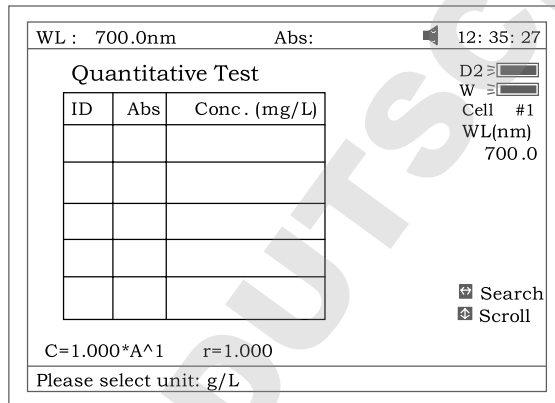 WL : 700.0nm Abs: 12: 35: 27
Quantitative Test
D2
W
ID Abs Conc . (mg/L)
Cell #1
WL(nm)
700 .0
Search
Scroll
C=1.000*A^1 r=1.000
Please select unit: g/L
DUTSC